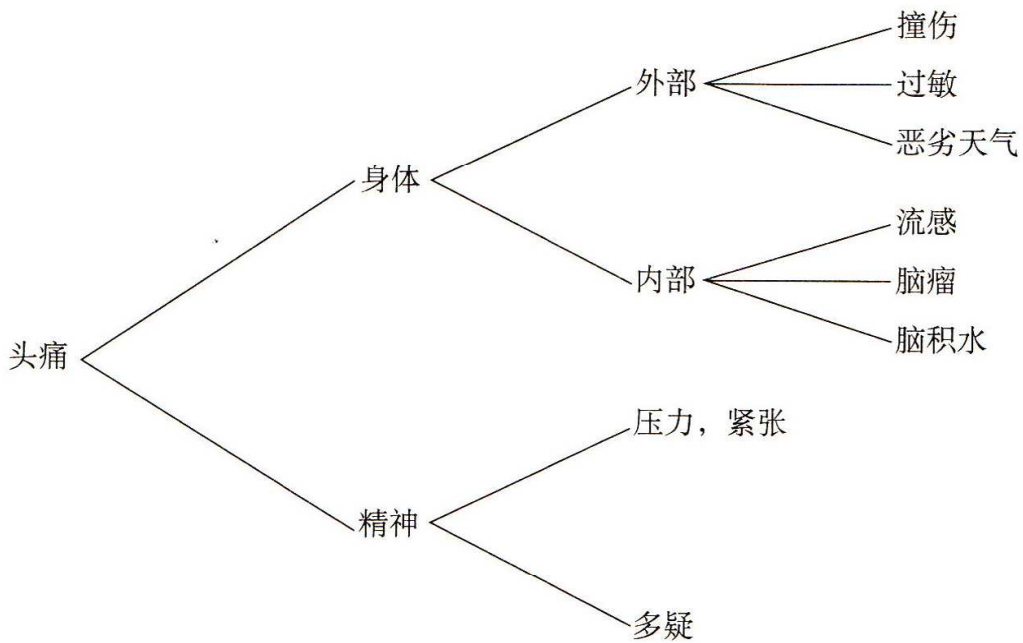 撞伤
外部
过敏
恶劣天气
身体
流感
内部
脑瘤
脑积水
头痛
压力，紧张
精神
多疑